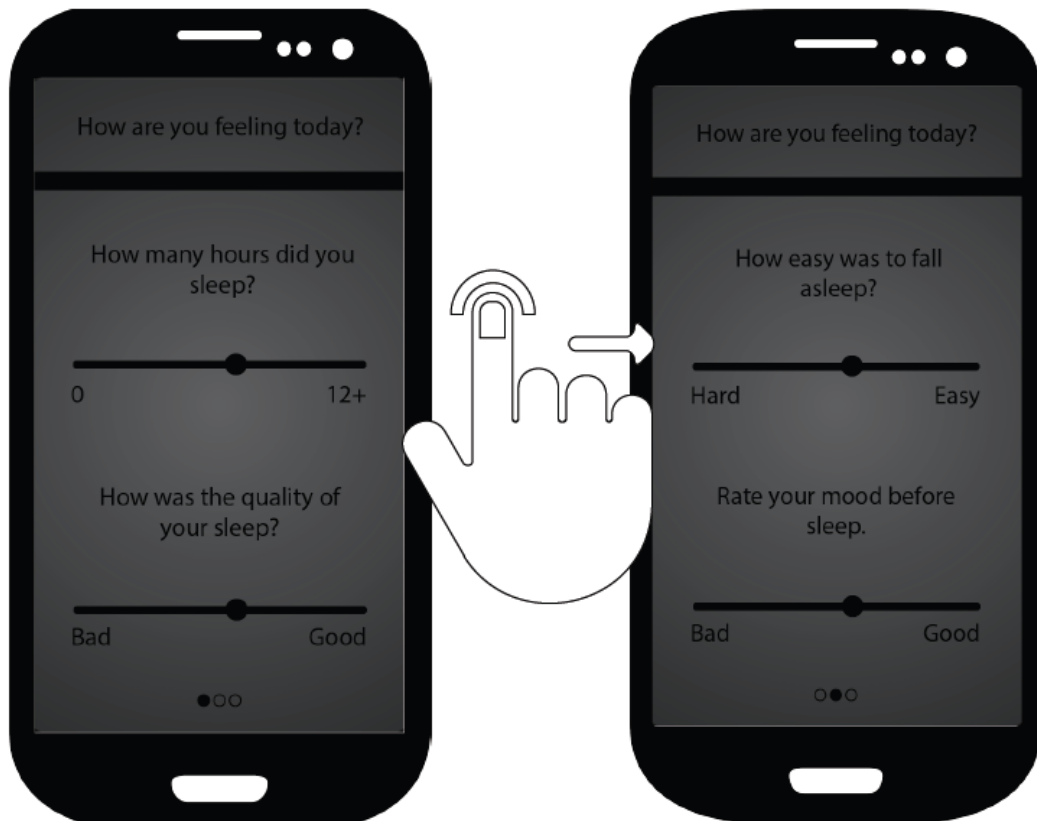 How are you feeling today?
How many hours did you
sleep?
0 12+
How was the quality of
your sleep?
Bad Good
How are you feeling today?
How easy was to fall
asleep?
Hard Easy
Rate your mood before
sleep.
Bad Good